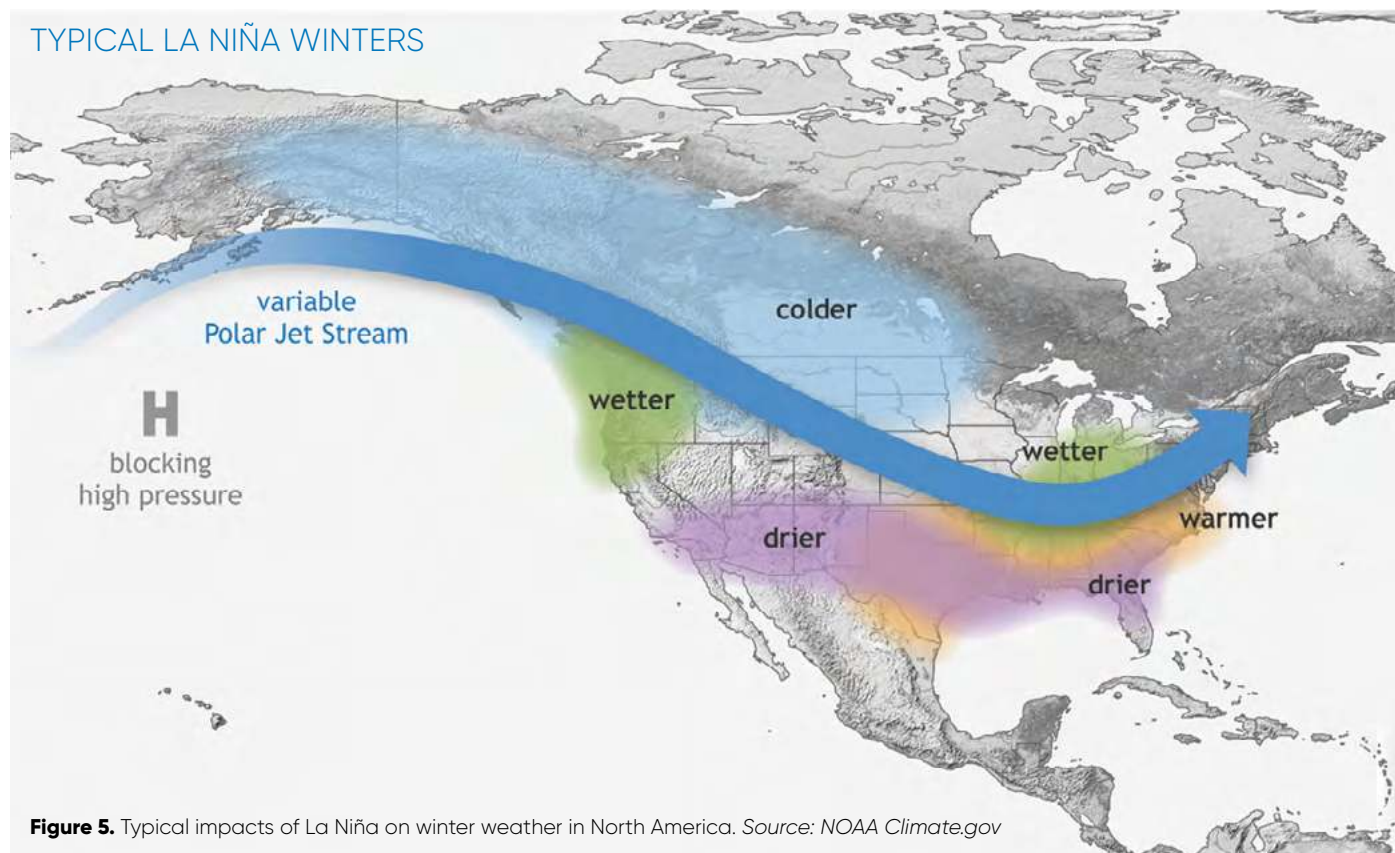 TYPICAL LA NIÑA WINTERS
variable
Polar Jet Stream
colder
wetter
H
blocking
high pressure
wetter
warmer
drier
drier
Figure 5. Typical impacts of La Niña on winter weather in North America. Source: NOAA Climate.gov